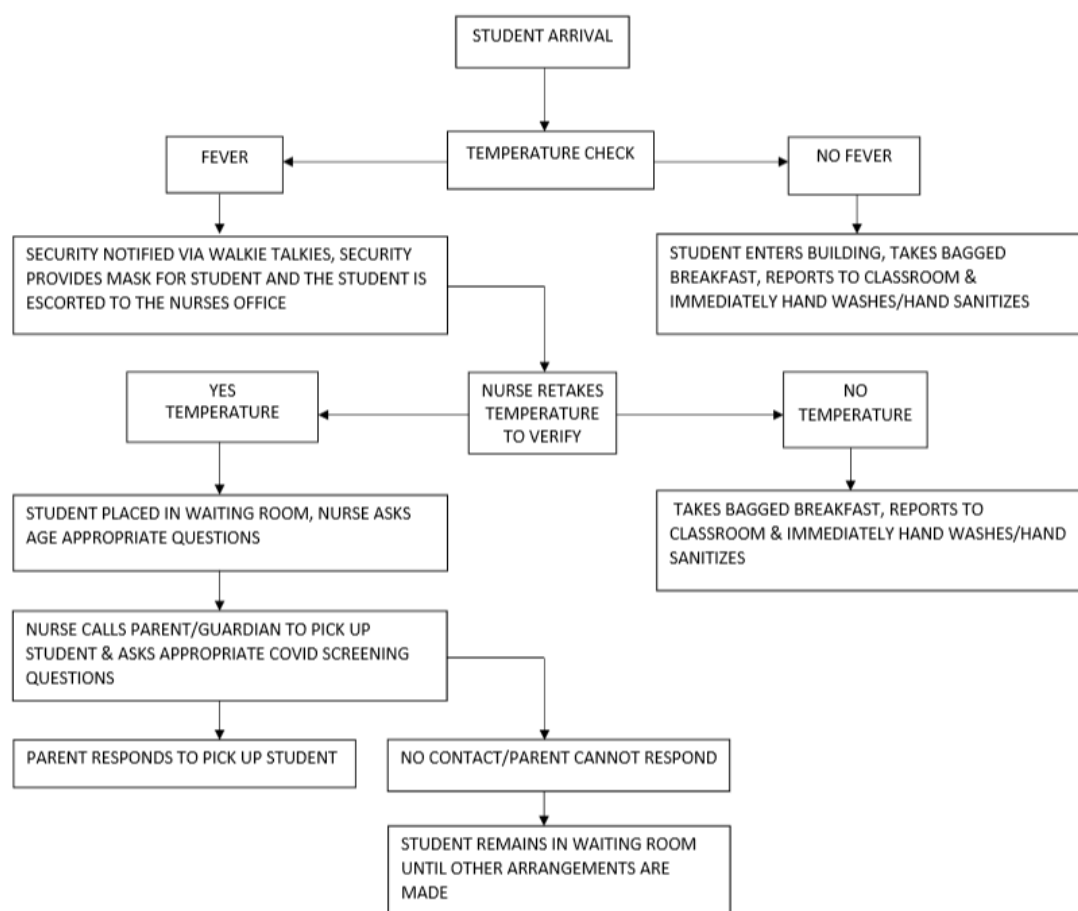 STUDENT ARRIVAL
FEVER
TEMPERATURE CHECK
NO FEVER
SECURITY NOTIFIED VIA WALKIE TALKIES, SECURITY
PROVIDES MASK FOR STUDENT AND THE STUDENT IS
ESCORTED TO THE NURSES OFFICE
STUDENT ENTERS BUILDING, TAKES BAGGED
BREAKFAST, REPORTS TO CLASSROOM &
IMMEDIATELY HAND WASHES/HAND SANITIZES
YES
TEMPERATURE
NURSE RETAKES
TEMPERATURE
TO VERIFY
NO
TEMPERATURE
STUDENT PLACED IN WAITING ROOM, NURSE ASKS
AGE APPROPRIATE QUESTIONS
TAKES BAGGED BREAKFAST, REPORTS TO
CLASSROOM & IMMEDIATELY HAND WASHES/HAND
SANITIZES
NURSE CALLS PARENT/GUARDIAN TO PICK UP
STUDENT & ASKS APPROPRIATE COVID SCREENING
QUESTIONS
PARENT RESPONDS TO PICK UP STUDENT
NO CONTACT/PARENT CANNOT RESPOND
STUDENT REMAINS IN WAITING ROOM
UNTIL OTHER ARRANGEMENTS ARE
MADE